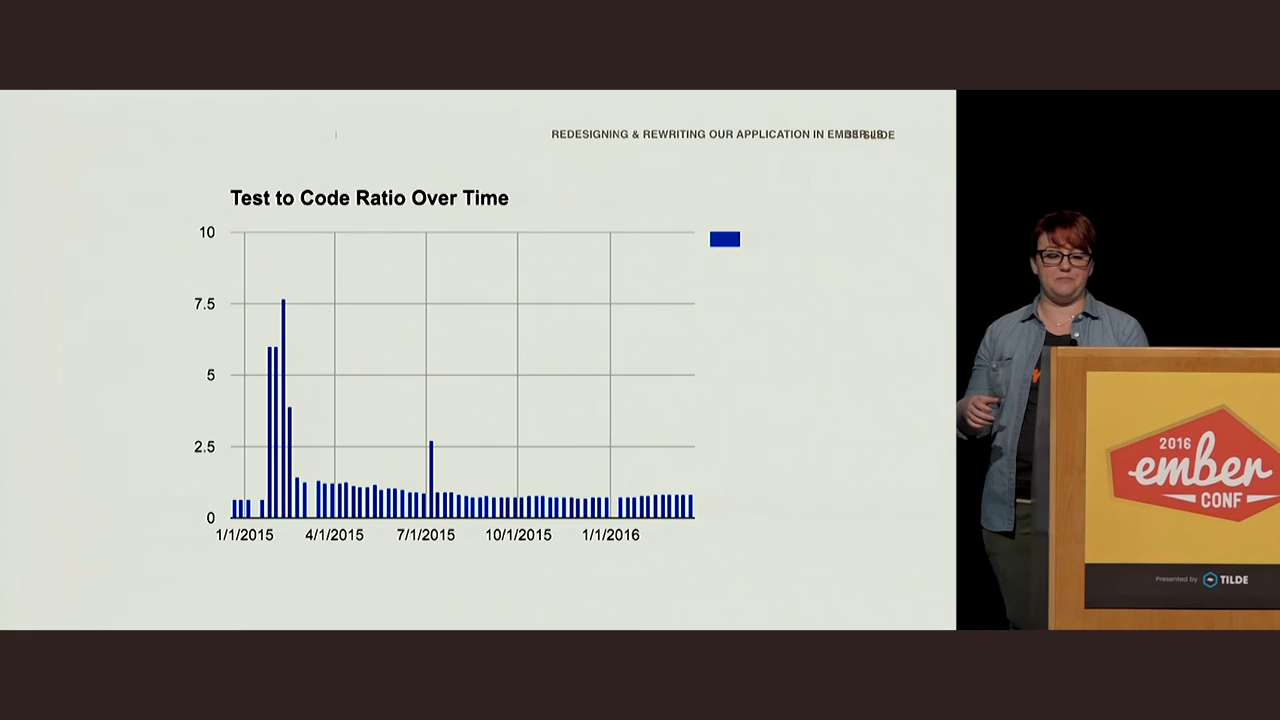 REDESIGNING & REWRITING OUR APPLICATION IN EMBER
Test to Code Ratio Over Time
10
7.5
5
2.5
0
1/1/2015 4/1/2015 7/1/2015 10/1/2015 1/1/2016
2016
ember
CONF
Presented by TILDE